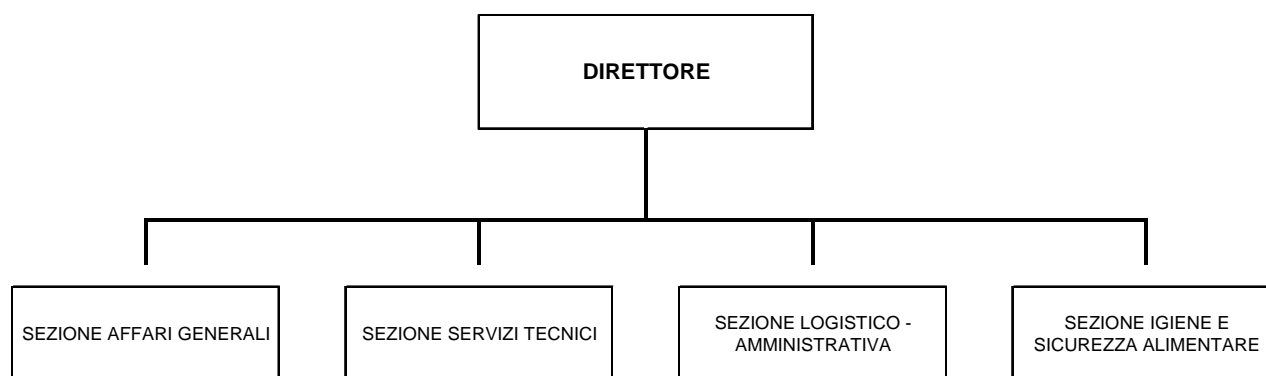 DIRETTORE
SEZIONE AFFARI GENERALI
SEZIONE SERVIZI TECNICI
SEZIONE LOGISTICO -
AMMINISTRATIVA
SEZIONE IGIENE E
SICUREZZA ALIMENTARE